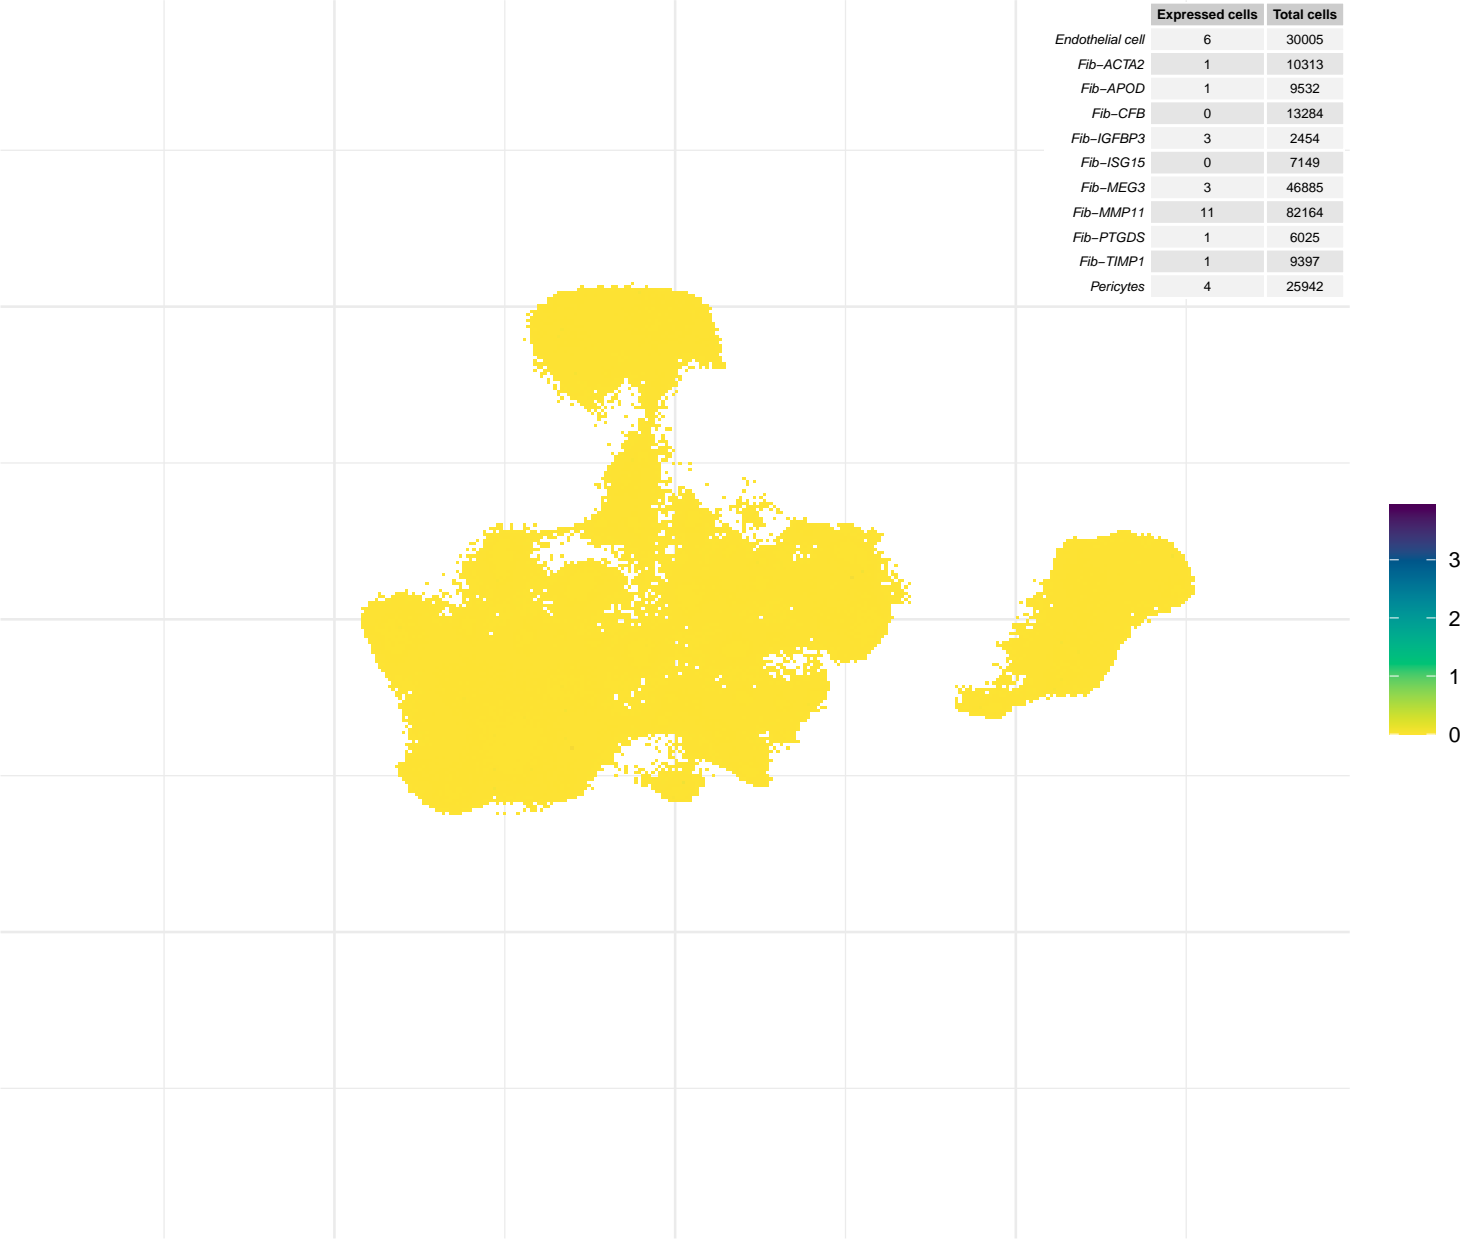 Expressed cells Total cells
Endothelial cell 6 30005
Fib−ACTA2 1 10313
Fib−APOD 1 9532
Fib−CFB 0 13284
Fib−IGFBP3 3 2454
Fib−ISG15 0 7149
Fib−MEG3 3 46885
Fib−MMP11 11 82164
Fib−PTGDS 1 6025
Fib−TIMP1 1 9397
Pericytes 4 25942
3
2
1
0